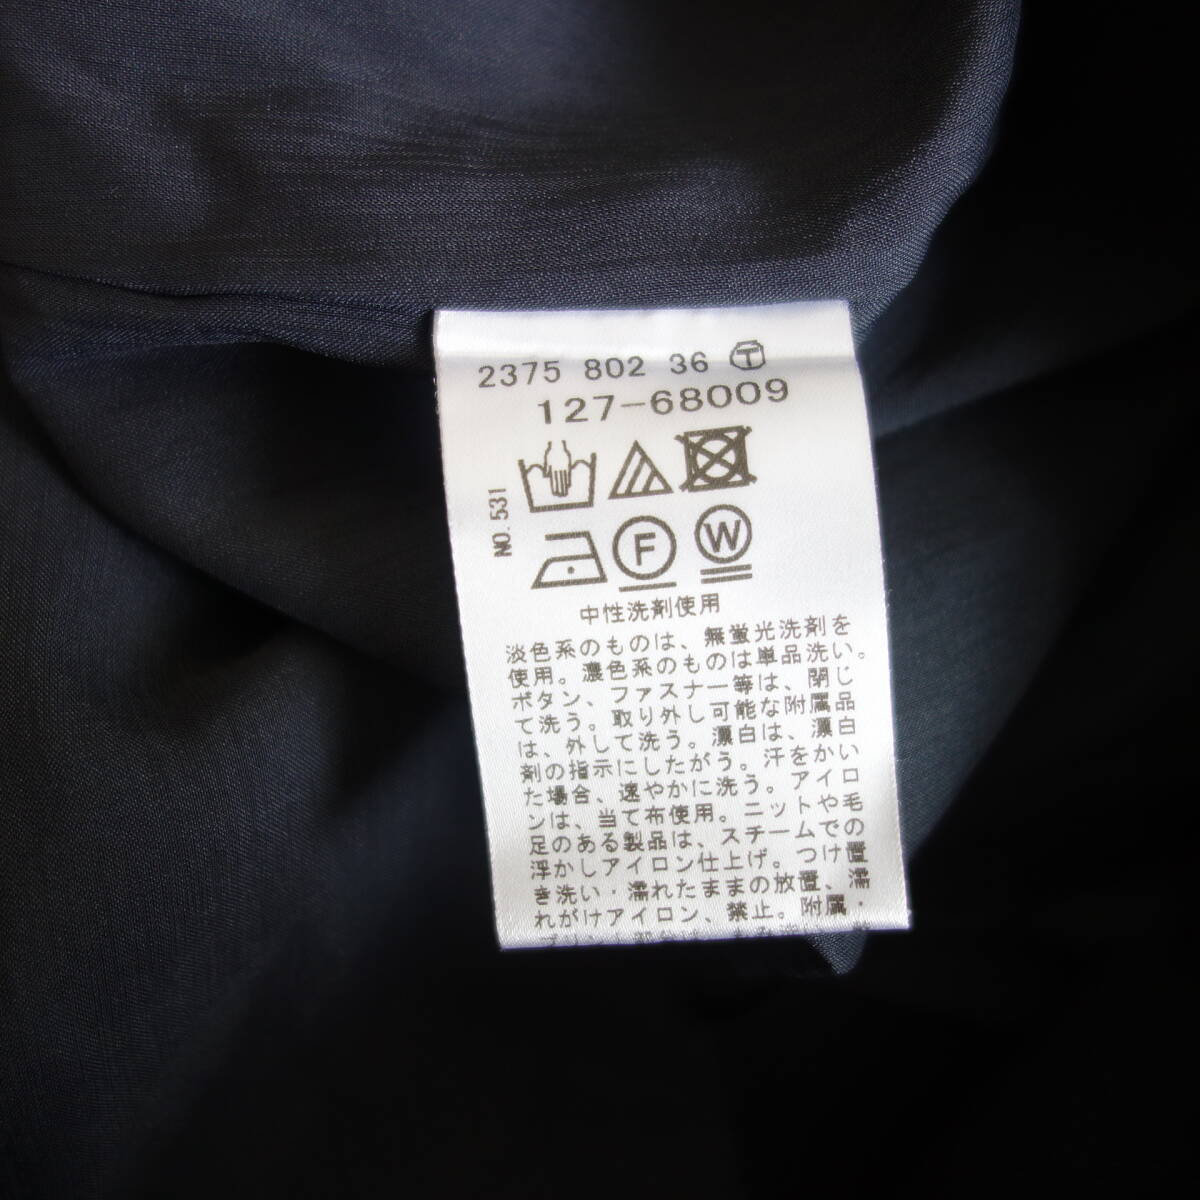 2375 802 36 Ⓣ
127-68009
NO.531
F W
中性洗剤使用
淡色系のものは、無蛍光洗剤を
使用。濃色系のものは単品洗い。
ボタン、ファスナー等は、閉じ
て洗う。取り外し可能な附属品
は、外して洗う。漂白は、漂白
剤の指示にしたがう。汗をかい
た場合、速やかに洗う。アイロ
ンは、当て布使用。ニットや毛
足のある製品は、スチームでの
浮かしアイロン仕上げ。つけ置
き洗い・濡れたままの放置、濡
れがけアイロン、禁止。附属・